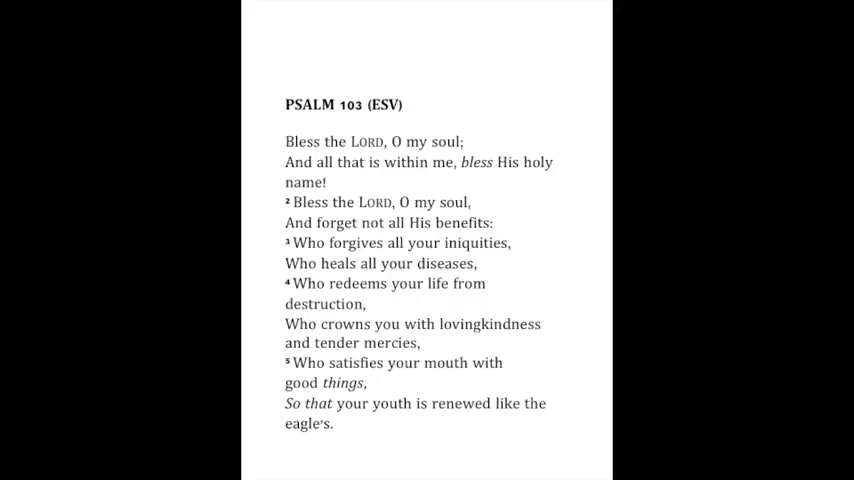 PSALM 103 (ESV)
Bless the LORD, O my soul;
And all that is within me, bless His holy
name!
2 Bless the LORD, O my soul,
And forget not all His benefits:
3 Who forgives all your iniquities,
Who heals all your diseases,
4 Who redeems your life from
destruction,
Who crowns you with lovingkindness
and tender mercies,
5 Who satisfies your mouth with
good things,
So that your youth is renewed like the
eagle's.